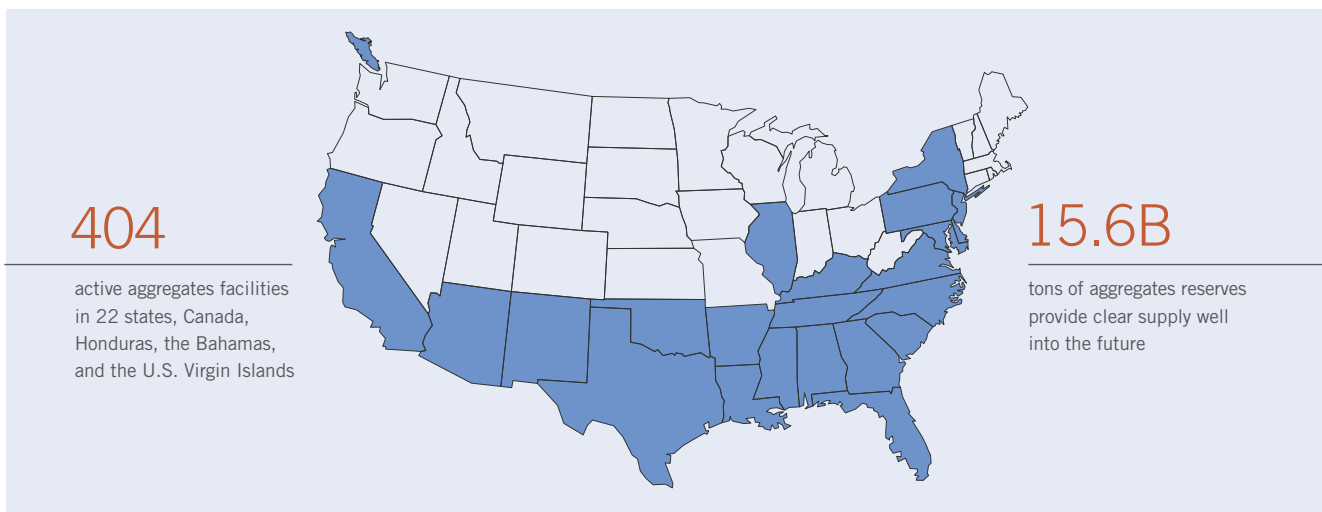 404
active aggregates facilities
in 22 states, Canada,
Honduras, the Bahamas,
and the U.S. Virgin Islands
15.6B
tons of aggregates reserves
provide clear supply well
into the future